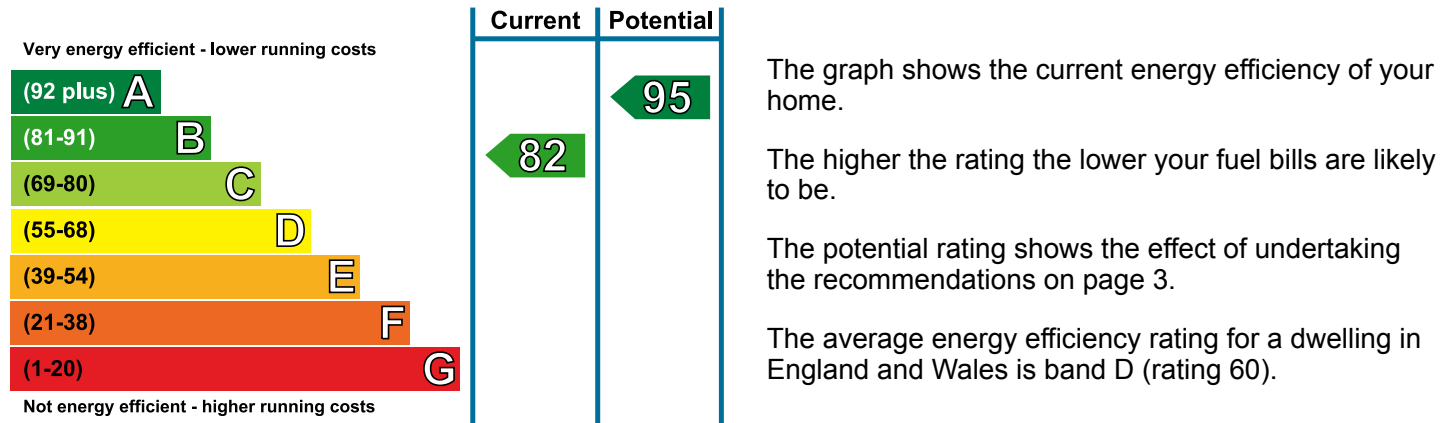 Current Potential
Very energy efficient - lower running costs
(92 plus) A
95
(81-91) B
82
(69-80) C
(55-68) D
(39-54) E
(21-38) F
(1-20) G
Not energy efficient - higher running costs
The graph shows the current energy efficiency of your
home.
The higher the rating the lower your fuel bills are likely
to be.
The potential rating shows the effect of undertaking
the recommendations on page 3.
The average energy efficiency rating for a dwelling in
England and Wales is band D (rating 60).